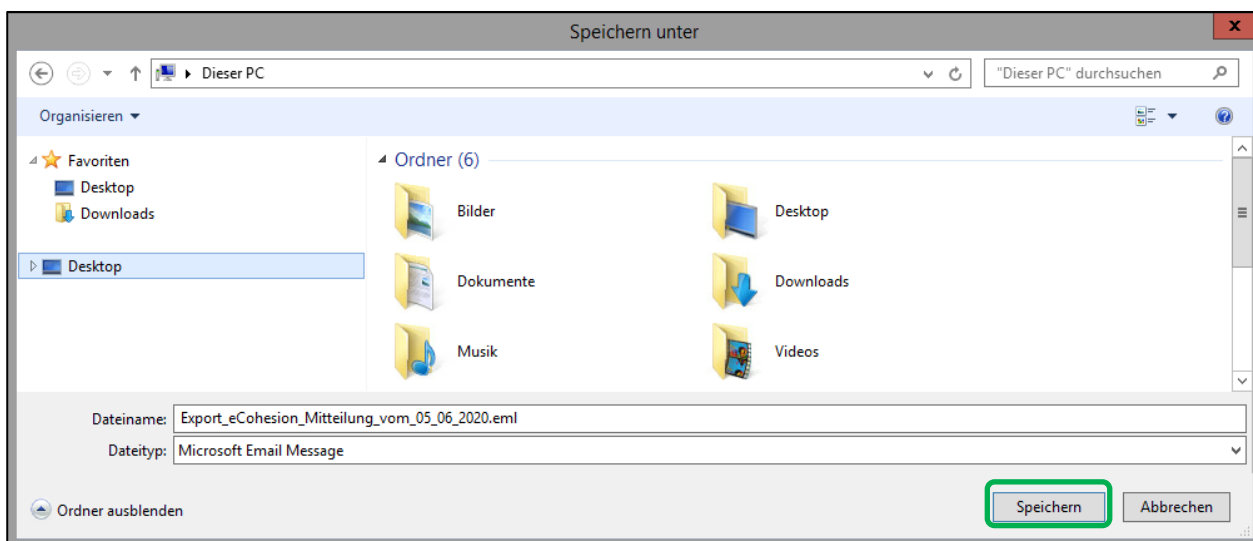 Speichern unter
x
Dieser PC
"Dieser PC" durchsuchen
Organisieren
?
Favoriten
Desktop
Downloads
Desktop
Ordner (6)
Bilder
Desktop
Dokumente
Downloads
Musik
Videos
Dateiname: Export_eCohesion_Mitteilung_vom_05_06_2020.eml
Dateityp: Microsoft Email Message
Ordner ausblenden
Speichern
Abbrechen